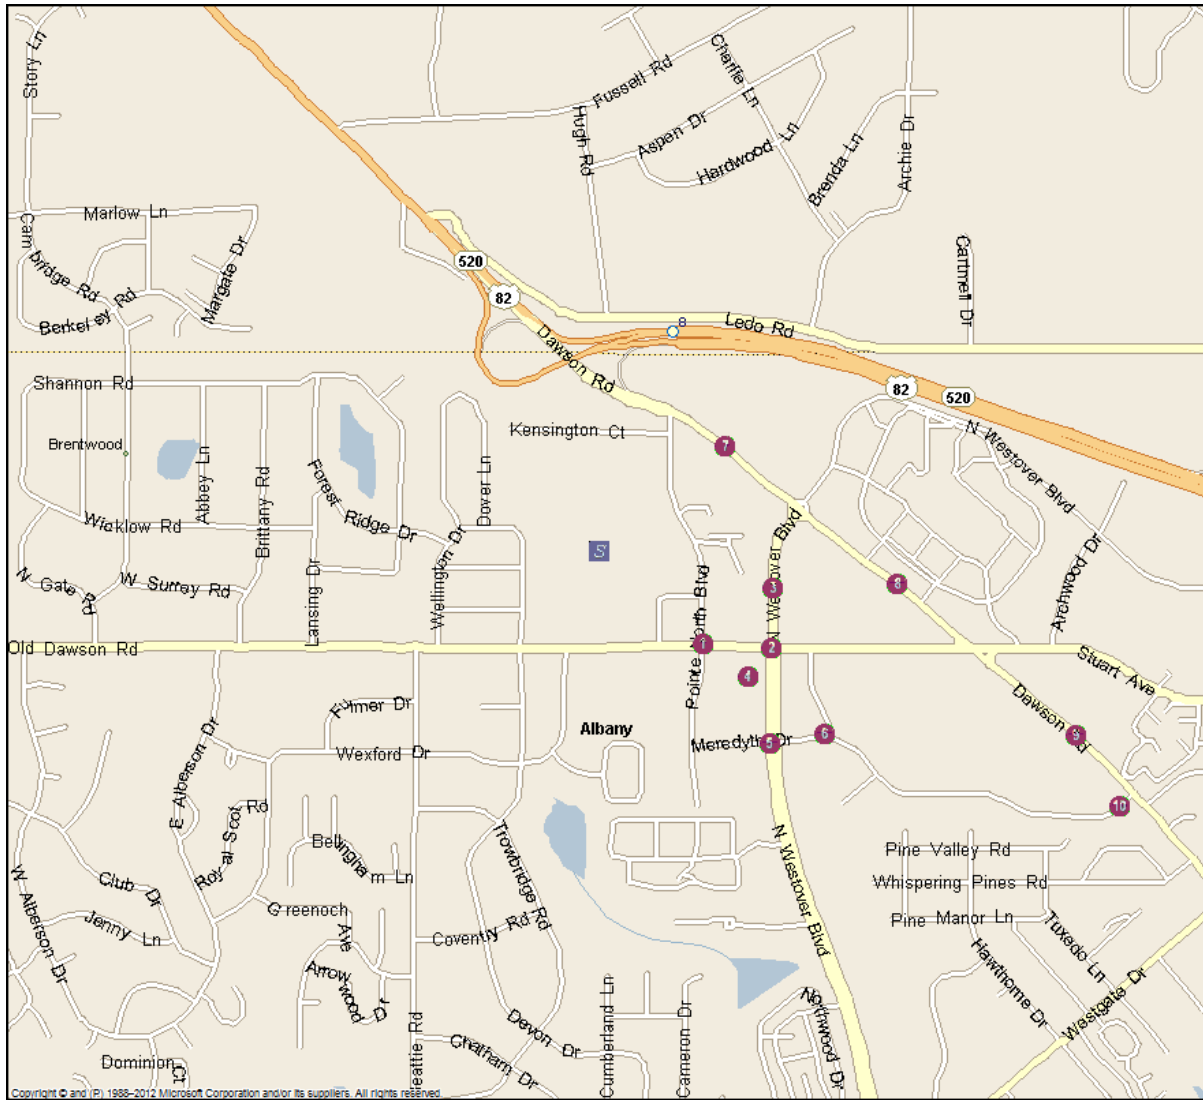 Story Ln
Fussell Rd
Charlie Ln
Hugh Rd
Aspen Dr
Hardwood Ln
Brenda Ln
Archie Dr
Marlow Ln
Cambridge Rd
Margate Dr
Berkeley Rd
520
82
Cartmell Dr
8
Ledo Rd
Dawson Rd
Shannon Rd
82
520
Kensington Ct
N Westover Blvd
Brentwood
7
Abbey Ln
Brittany Rd
Forest Ridge Dr
Dover Ln
Wicklow Rd
S
N Westover Blvd
Archwood Dr
N Gate Rd
W Surrey Rd
Lansing Dr
Wellington Dr
3
8
Old Dawson Rd
Pointe North Blvd
1
2
Stuart Ave
4
Fulmer Dr
Dawson Rd
E Alberson Dr
Albany
Wexford Dr
Meredyth Dr
5
6
9
10
Royal Scot Rd
Bellingham Ln
Trowbridge Rd
N Westover Blvd
Pine Valley Rd
Club Dr
Whispering Pines Rd
W Alberson Dr
Greenoch Ave
Pine Manor Ln
Jenny Ln
Coventry Rd
Tuxedo Ln
Arrowwood Dr
Hawthorne Dr
Westgate Dr
Beattie Rd
Devon Dr
Cumberland Ln
Cameron Dr
Northwood Dr
Chatham Dr
Dominion Ct
Copyright © and (P) 1988–2012 Microsoft Corporation and/or its suppliers. All rights reserved.